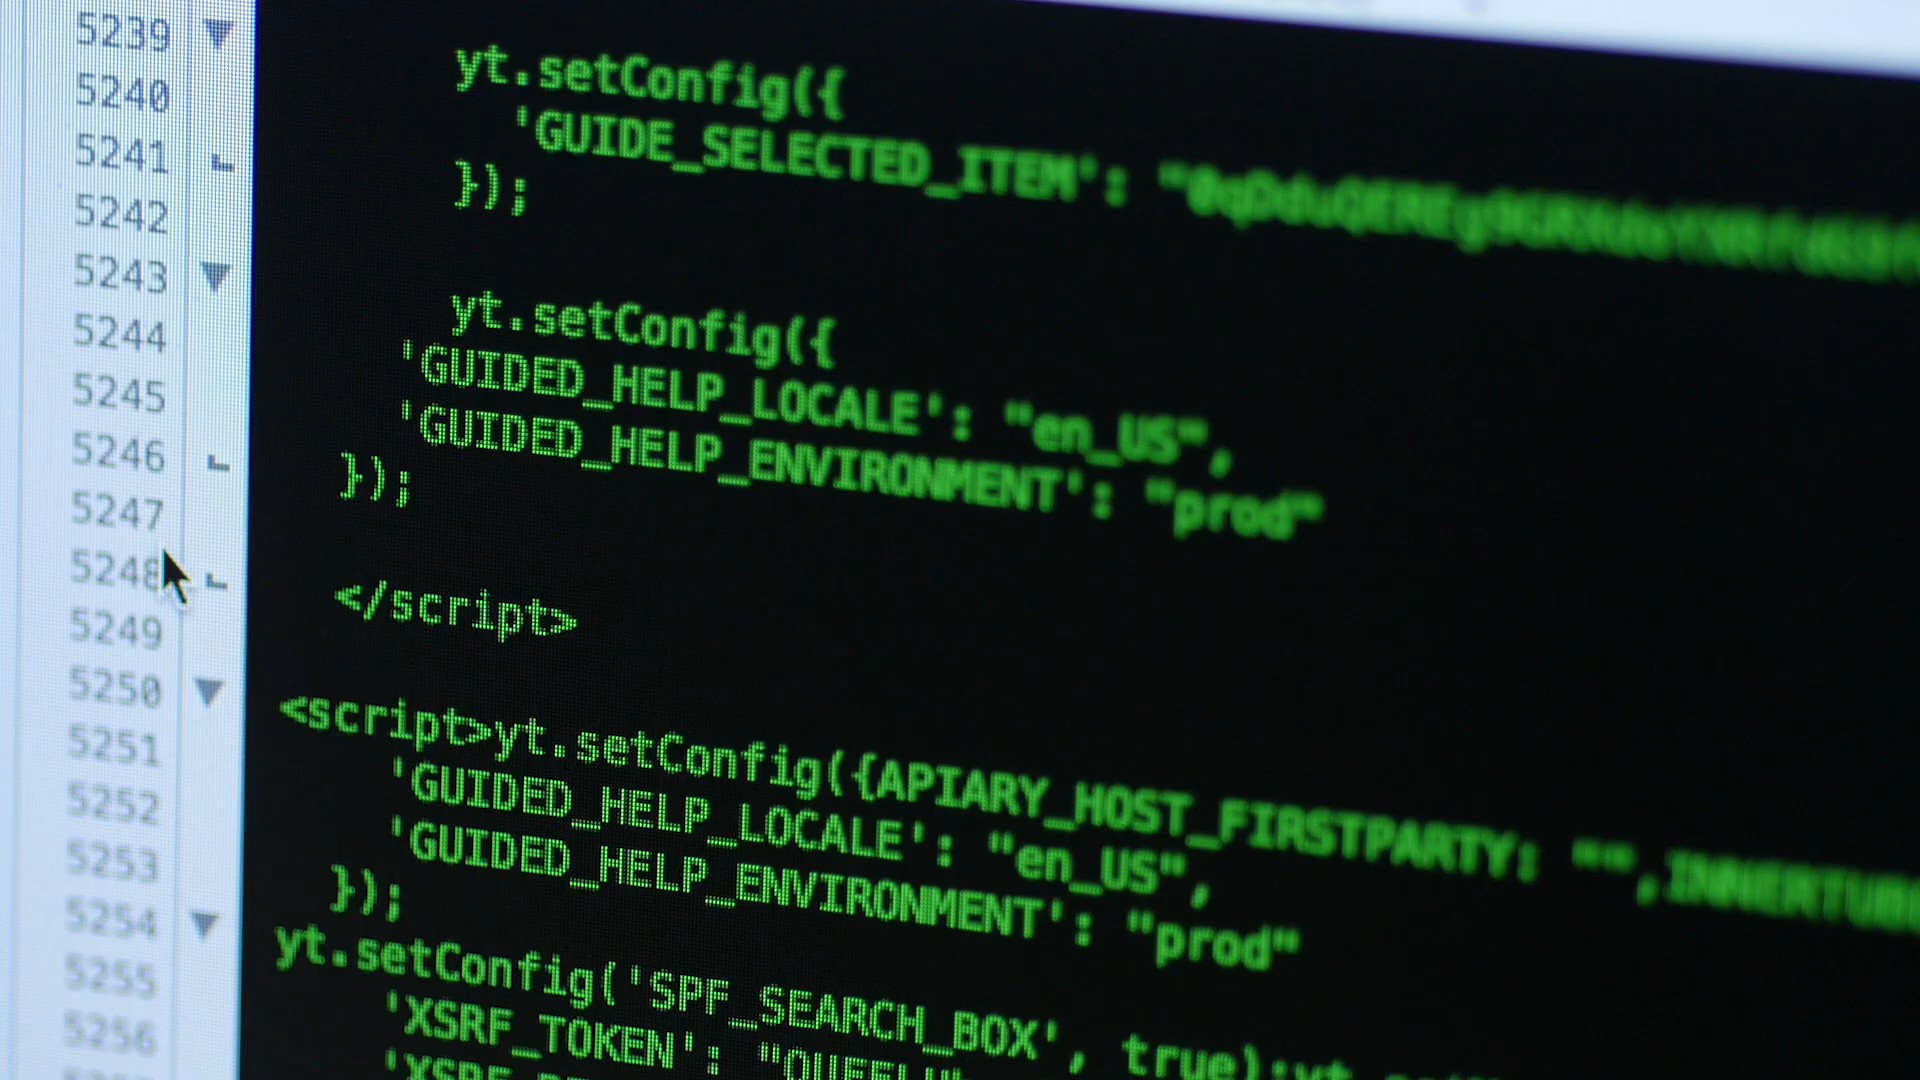 5239
5240
5241
5242
5243
5244
5245
5246
5247
5248
5249
5250
5251
5252
5253
5254
5255
5256
yt.setConfig({
'GUIDE_SELECTED_ITEM':
});
yt.setConfig({
'GUIDED_HELP_LOCALE': "en_US",
'GUIDED_HELP_ENVIRONMENT': "prod"
});
</script>
<script>yt.setConfig({APIARY_HOST_FIRSTPARTY: "",INNERTUBE
'GUIDED_HELP_LOCALE': "en_US",
'GUIDED_HELP_ENVIRONMENT': "prod"
});
yt.setConfig('SPF_SEARCH_BOX', true);yt
'XSRF_TOKEN':